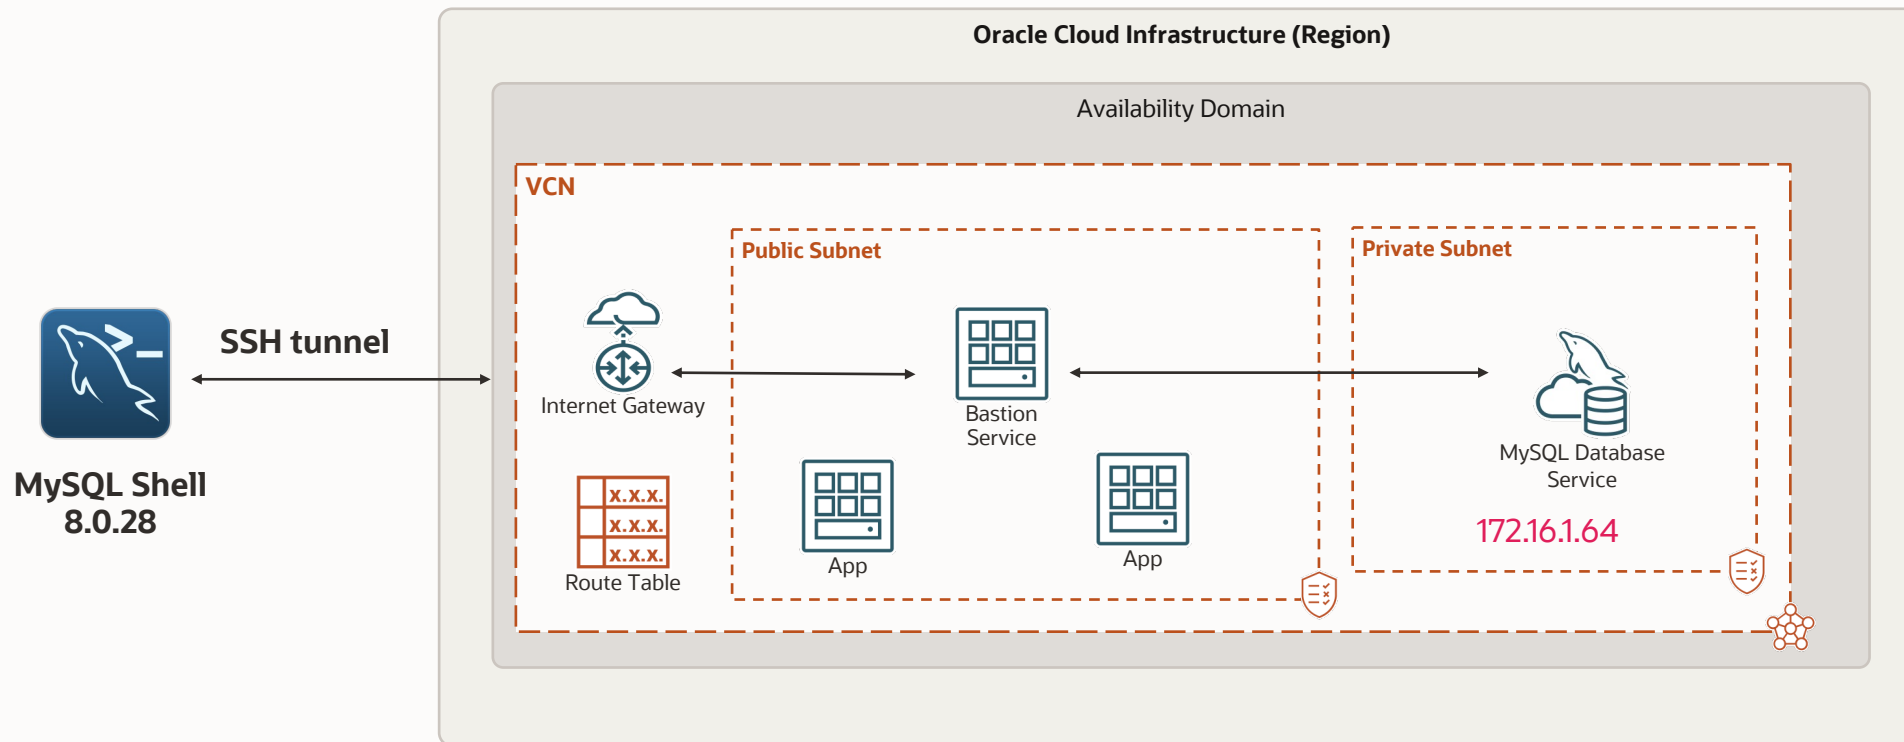 Oracle Cloud Infrastructure (Region)
Availability Domain
VCN
Public Subnet
Private Subnet
SSH tunnel
MySQL Shell
8.0.28
Internet Gateway
Bastion
Service
MySQL Database
Service
172.16.1.64
x.x.x.
x.x.x.
x.x.x.
Route Table
App
App